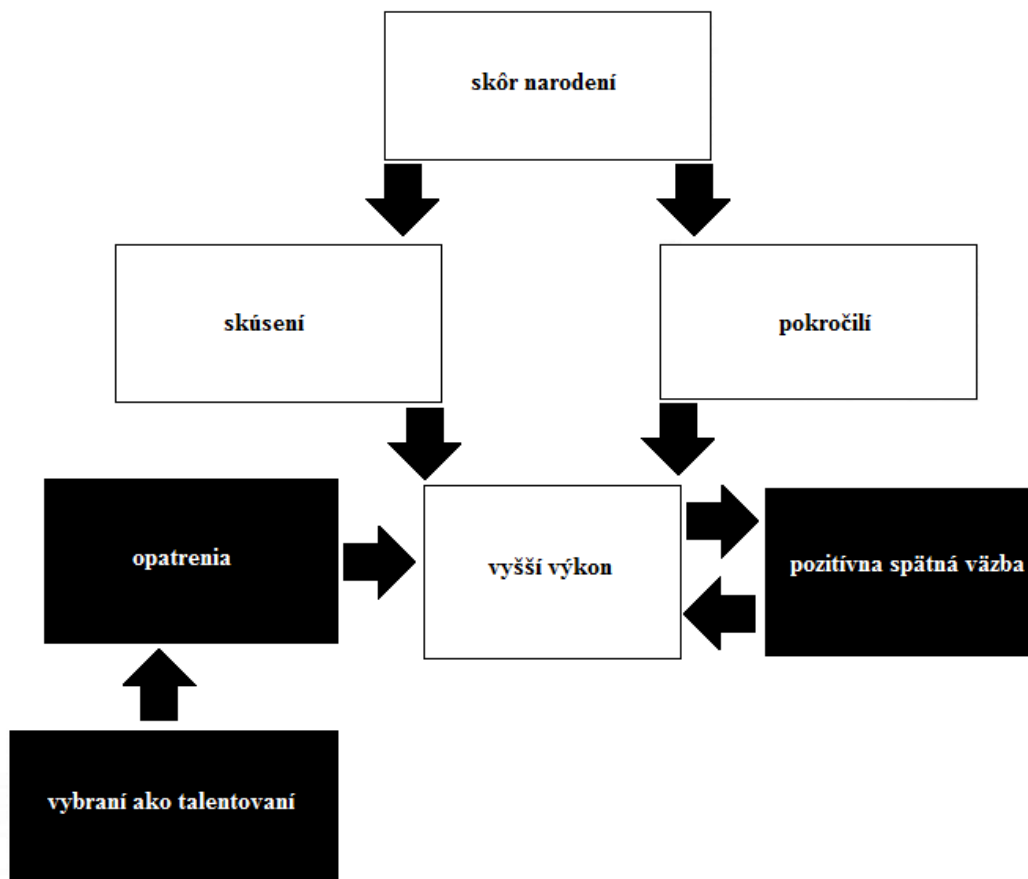 skôr narodení
skúsení
pokročilí
opatrenia
vyšší výkon
pozitívna spätná väzba
vybraní ako talentovaní